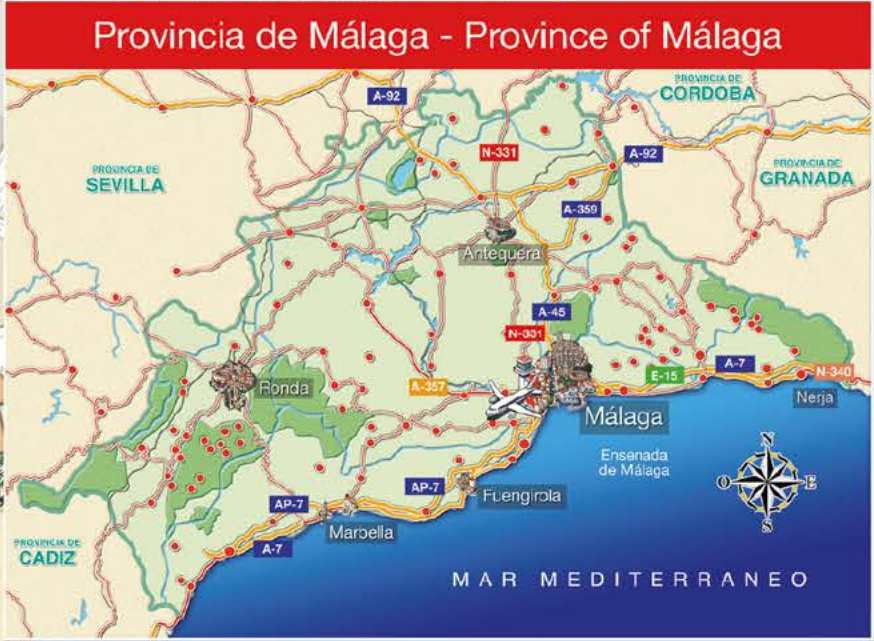 Provincia de Málaga - Province of Málaga
PROVINCIA DE
CORDOBA
A-92
N-331
A-92
PROVINCIA DE
SEVILLA
PROVINCIA DE
GRANADA
A-359
Antequera
A-45
N-331
A-7
E-15
N-340
Ronda
A-357
Nerja
Málaga
Ensenada
de Málaga
N
O
E
S
AP-7
Fuengirola
AP-7
Marbella
A-7
PROVINCIA DE
CADIZ
MAR MEDITERRANEO